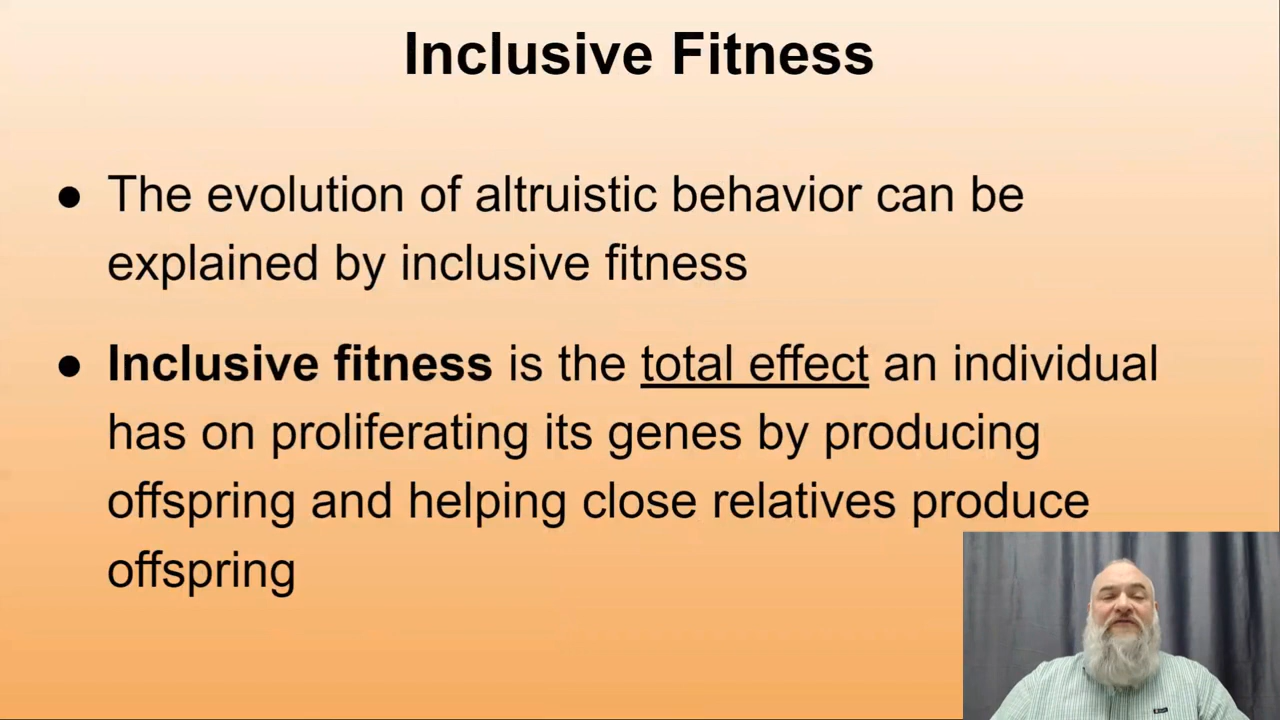 Inclusive Fitness
● The evolution of altruistic behavior can be
explained by inclusive fitness
● Inclusive fitness is the total effect an individual
has on proliferating its genes by producing
offspring and helping close relatives produce
offspring